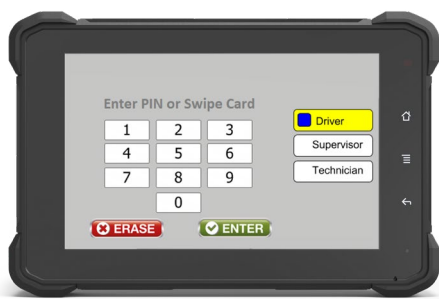 Enter PIN or Swipe Card
1 2 3
4 5 6
7 8 9
0
ERASE
ENTER
Driver
Supervisor
Technician